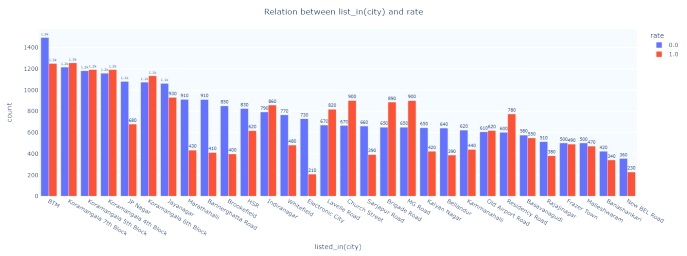 Relation between list_in(city) and rate
rate
0.0
1.0
count
1400
1200
1000
800
600
400
200
0
680
930
910
430
910
410
850
400
830
620
790 860
770
480
730
210
670
820
670
900
660
390
650
890
650
900
650
420
640
390
620
440
610 620
600
780
580 550
510
380
500 490
500 470
420
340
360
230
BTM
Koramangala 7th Block
Koramangala 5th Block
Koramangala 4th Block
JP Nagar
Koramangala 6th Block
Jayanagar
Marathahalli
Bannerghatta Road
Brookefield
HSR
Indiranagar
Whitefield
Electronic City
Lavelle Road
Church Street
Sarjapur Road
Brigade Road
MG Road
Kalyan Nagar
Bellandur
Kammanahalli
Old Airport Road
Residency Road
Basavanagudi
Rajajinagar
Frazer Town
Malleshwaram
Banashankari
New BEL Road
listed_in(city)